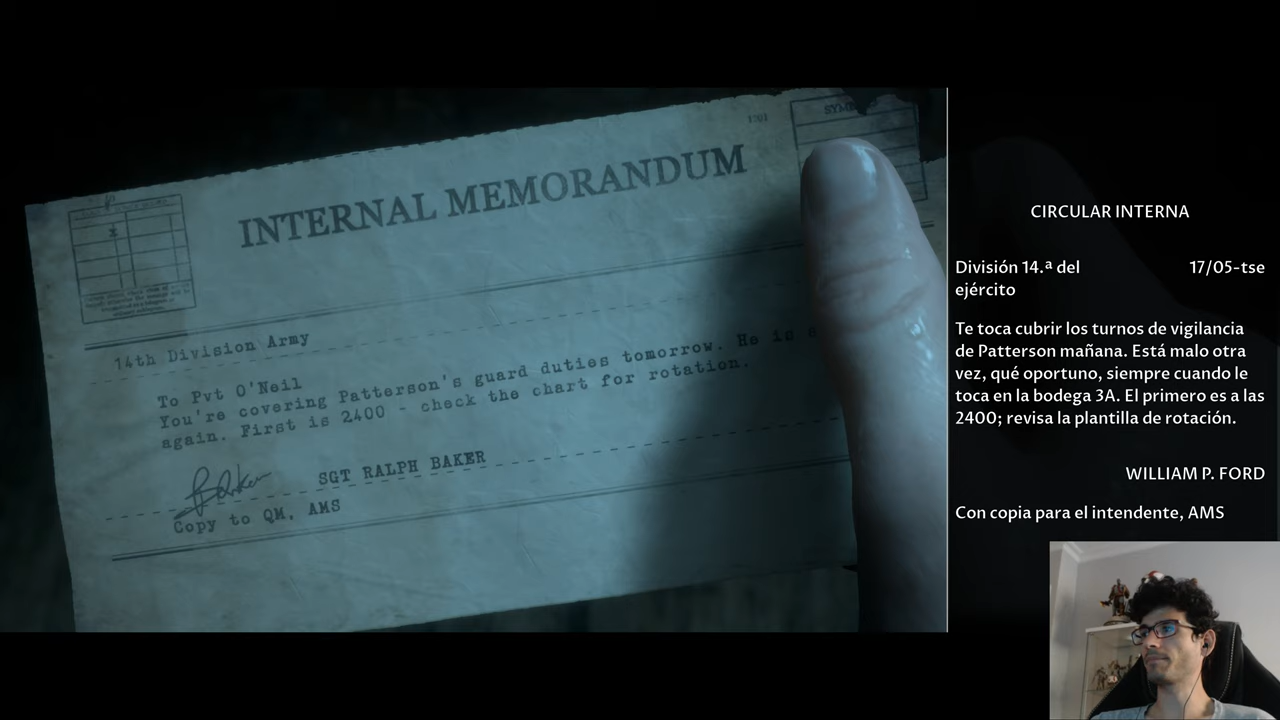 1201
SYM
INTERNAL MEMORANDUM
14th Division Army
To Pvt O'Neil
You're covering Patterson's guard duties tomorrow. He is
again. First is 2400 - check the chart for rotation.
Baker SGT RALPH BAKER
Copy to QM, AMS
CIRCULAR INTERNA
División 14.ª del 17/05-tse
ejército
Te toca cubrir los turnos de vigilancia
de Patterson mañana. Está malo otra
vez, qué oportuno, siempre cuando le
toca en la bodega 3A. El primero es a las
2400; revisa la plantilla de rotación.
WILLIAM P. FORD
Con copia para el intendente, AMS